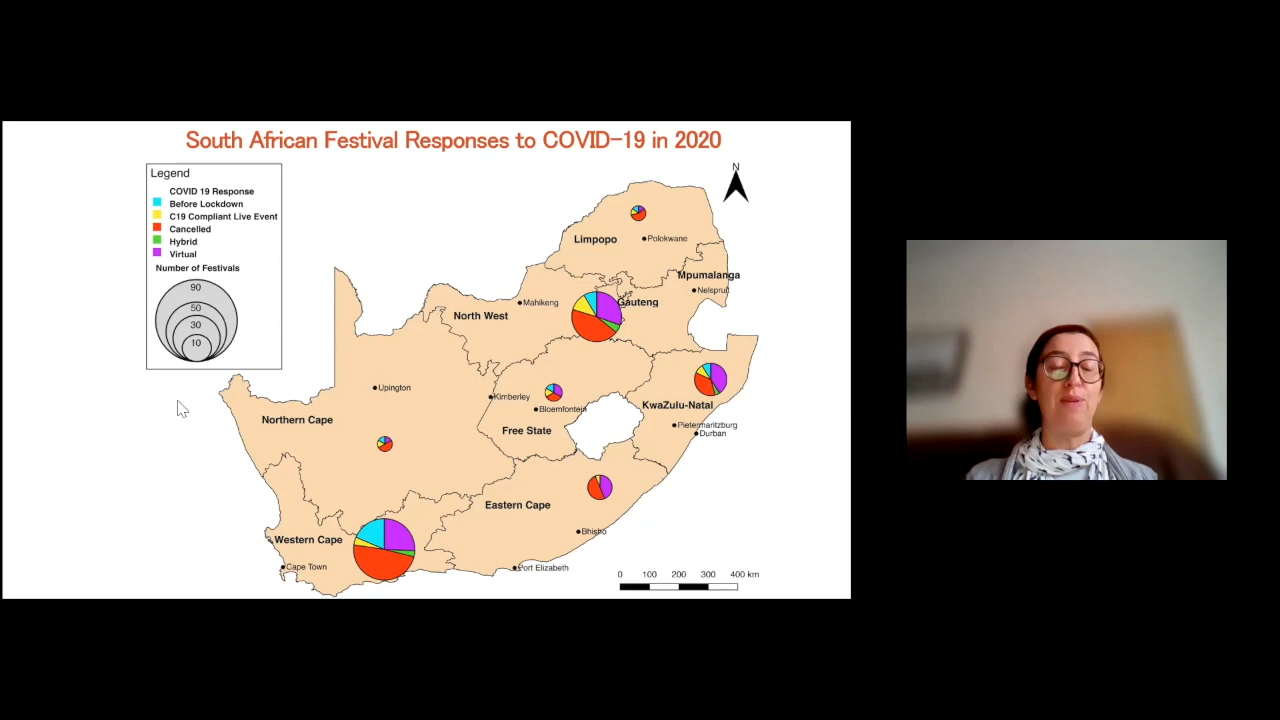 South African Festival Responses to COVID-19 in 2020
Legend
COVID 19 Response
Before Lockdown
C19 Compliant Live Event
Cancelled
Hybrid
Virtual
Number of Festivals
90
50
30
10
N
Limpopo
Polokwane
Mpumalanga
Nelspruit
Gauteng
Mahikeng
North West
Upington
Kimberley
Bloemfontein
KwaZulu-Natal
Northern Cape
Free State
Pietermaritzburg
Durban
Eastern Cape
Bhisho
Western Cape
Cape Town
Port Elizabeth
0 100 200 300 400 km